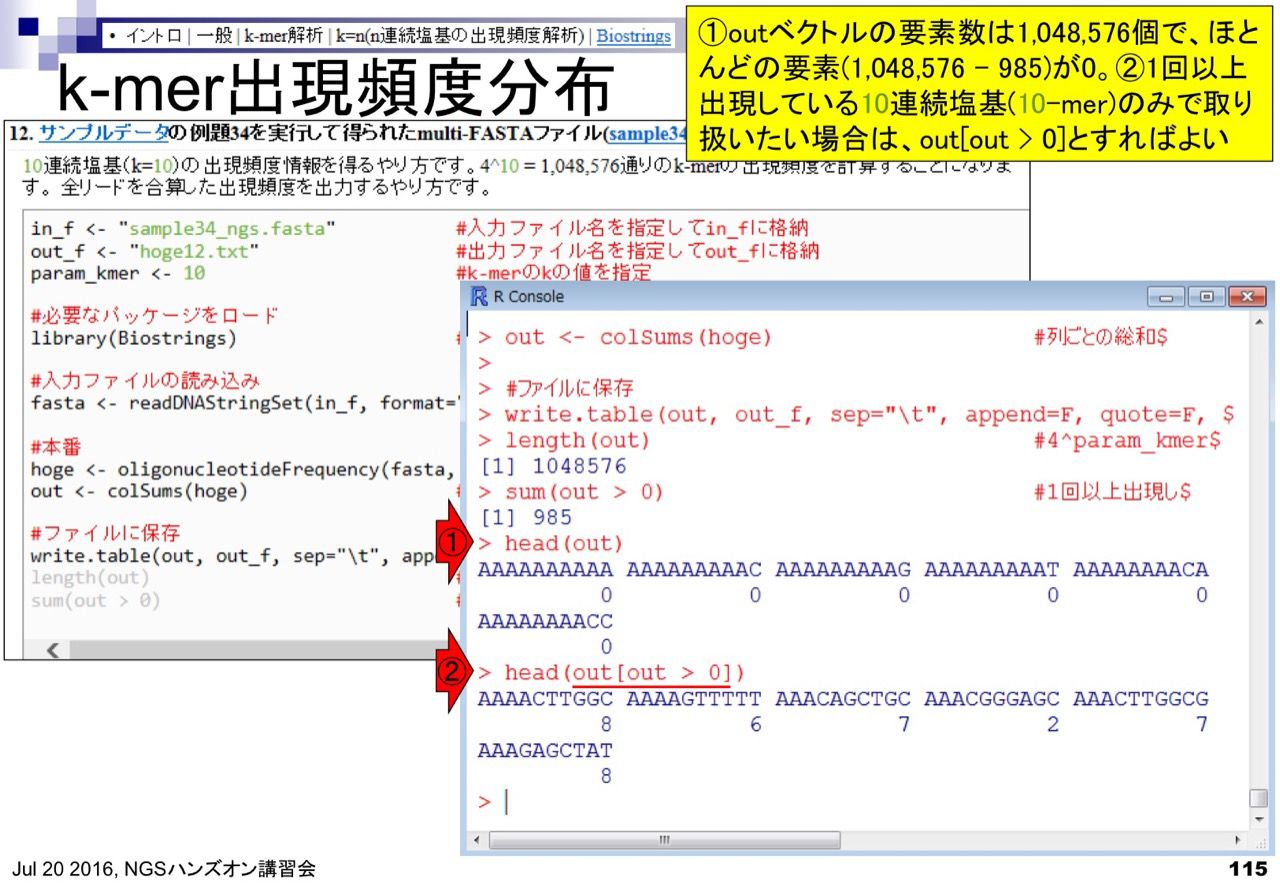 • イントロ | 一般 | k-mer解析 | k=n(n連続塩基の出現頻度解析) | Biostrings
k-mer出現頻度分布
①outベクトルの要素数は1,048,576個で、ほと
んどの要素(1,048,576 – 985)が0。②1回以上
出現している10連続塩基(10-mer)のみで取り
扱いたい場合は、out[out > 0]とすればよい
12. サンプルデータの例題34を実行して得られたmulti-FASTAファイル(sample34
10連続塩基(k=10)の出現頻度情報を得るやり方です。4^10 = 1,048,576通りのk-merの出現頻度を計算することになりま
す。全リードを合算した出現頻度を出力するやり方です。
in_f <- "sample34_ngs.fasta" #入力ファイル名を指定してin_fに格納
out_f <- "hoge12.txt" #出力ファイル名を指定してout_fに格納
param_kmer <- 10 #k-merのkの値を指定
#必要なパッケージをロード
library(Biostrings) #
#入力ファイルの読み込み
fasta <- readDNAStringSet(in_f, format="
#本番
hoge <- oligonucleotideFrequency(fasta,
out <- colSums(hoge) #
#ファイルに保存
write.table(out, out_f, sep="\t", appe
length(out) #
sum(out > 0) #
R Console
> out <- colSums(hoge) #列ごとの総和$
>
> #ファイルに保存
> write.table(out, out_f, sep="\t", append=F, quote=F, $
> length(out) #4^param_kmer$
[1] 1048576
> sum(out > 0) #1回以上出現し$
[1] 985
① > head(out)
AAAAAAAAAA AAAAAAAAAC AAAAAAAAAG AAAAAAAAAT AAAAAAAACA
0 0 0 0 0
AAAAAAAACC
0
② > head(out[out > 0])
AAAACTTGGC AAAAGTTTTT AAACAGCTGC AAACGGGAGC AAACTTGGCG
8 6 7 2 7
AAAGAGCTAT
8
>
Jul 20 2016, NGSハンズオン講習会
115